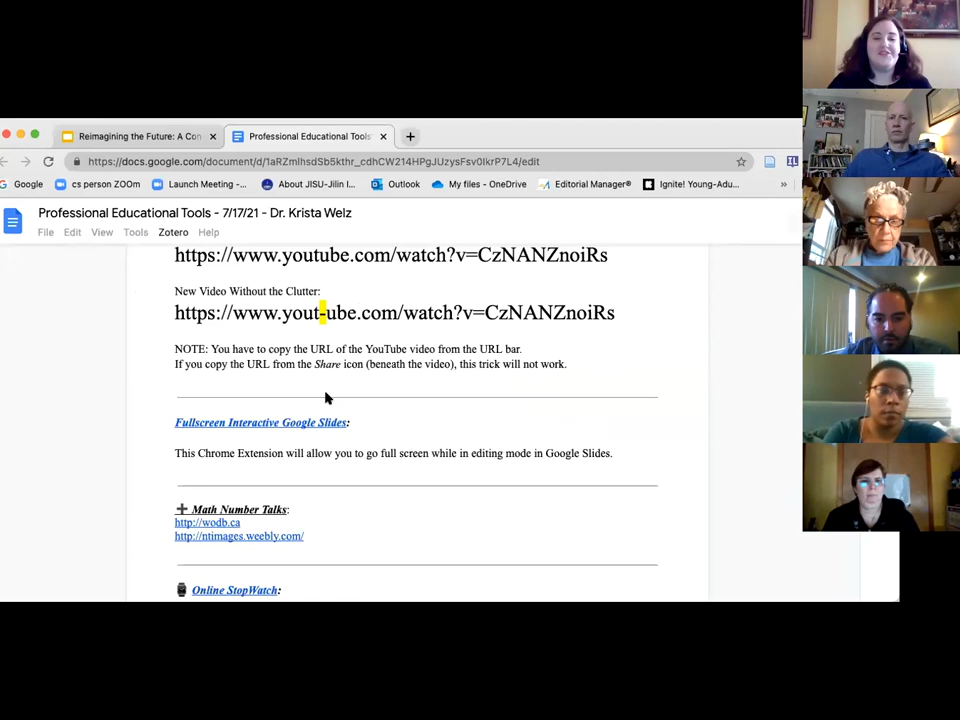 Reimagining the Future: A Con
Professional Educational Tools
https://docs.google.com/document/d/1aRZmlhsdSb5kthr_cdhCW214HPgJUzysFsv0IkrP7L4/edit
Google
cs person ZOOm
Launch Meeting -...
About JISU-Jilin I...
Outlook
My files - OneDrive
Editorial Manager®
Ignite! Young-Adu...
»
Professional Educational Tools - 7/17/21 - Dr. Krista Welz
File Edit View Tools Zotero Help
https://www.youtube.com/watch?v=CzNANZnoiRs
New Video Without the Clutter:
https://www.yout-ube.com/watch?v=CzNANZnoiRs
NOTE: You have to copy the URL of the YouTube video from the URL bar.
If you copy the URL from the Share icon (beneath the video), this trick will not work.
Fullscreen Interactive Google Slides:
This Chrome Extension will allow you to go full screen while in editing mode in Google Slides.
➕ Math Number Talks:
http://wodb.ca
http://ntimages.weebly.com/
Online StopWatch: